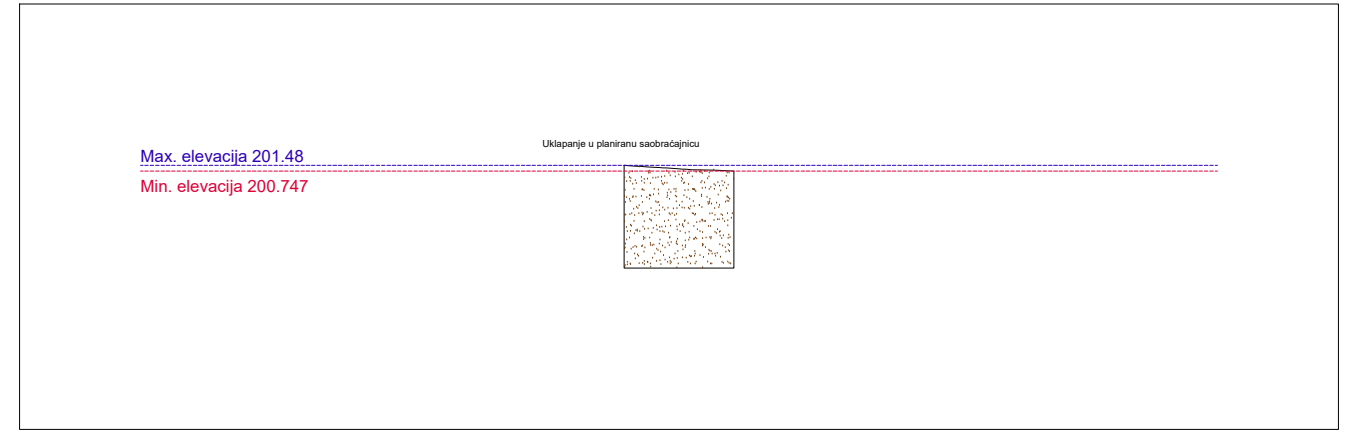 Uklapanje u planiranu saobraćajnicu
Max. elevacija 201.48
Min. elevacija 200.747